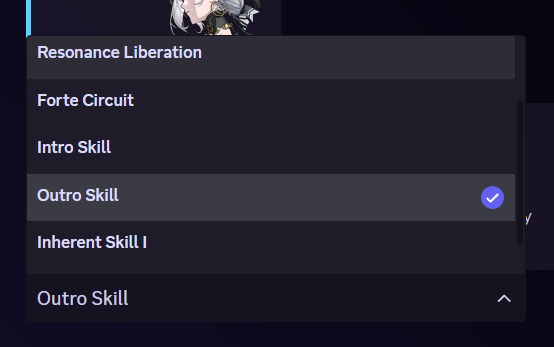 Resonance Liberation
Forte Circuit
Intro Skill
Outro Skill
Inherent Skill I
Outro Skill